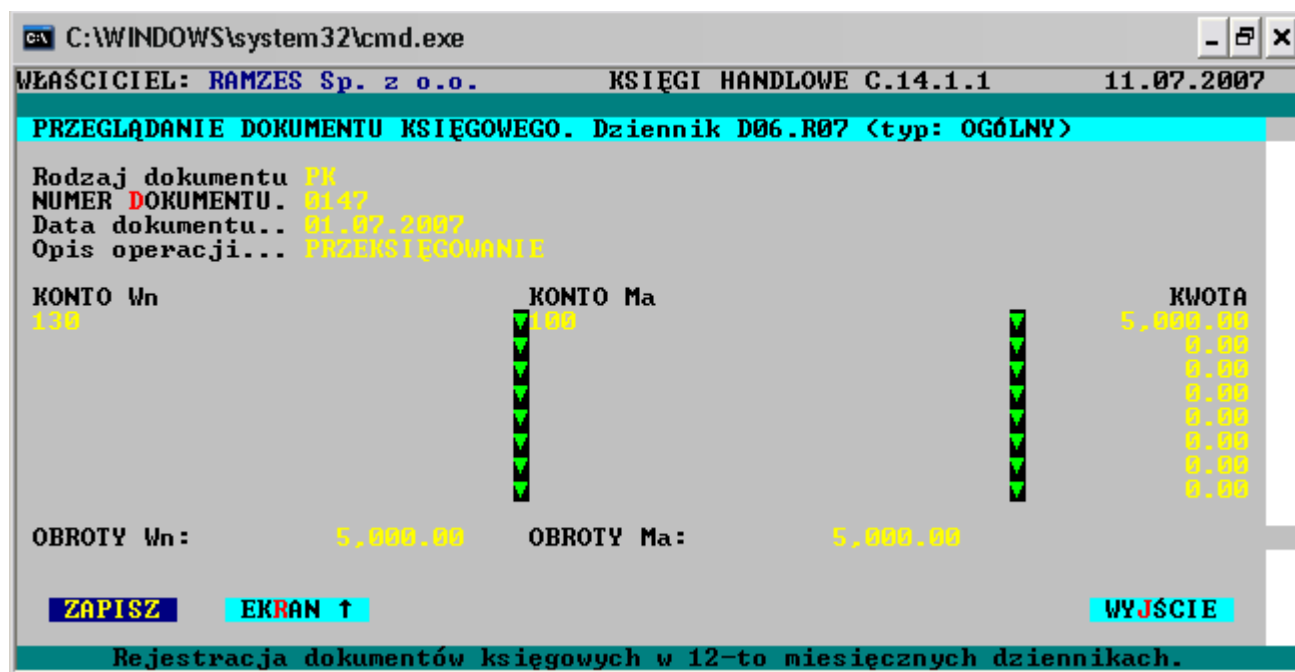 C:\WINDOWS\system32\cmd.exe
WŁAŚCICIEL: RAMZES Sp. z o.o. KSIĘGI HANDLOWE C.14.1.1 11.07.2007
PRZEGLĄDANIE DOKUMENTU KSIĘGOWEGO. Dziennik D06.R07 (typ: OGÓLNY)
Rodzaj dokumentu PK
NUMER DOKUMENTU. 0147
Data dokumentu.. 01.07.2007
Opis operacji... PRZEKSIĘGOWANIE
KONTO Wn KONTO Ma KWOTA
130 100 5,000.00
0.00
0.00
0.00
0.00
0.00
0.00
0.00
OBROTY Wn: 5,000.00 OBROTY Ma: 5,000.00
ZAPISZ EKRAN ↑ WYJŚCIE
Rejestracja dokumentów księgowych w 12-to miesięcznych dziennikach.